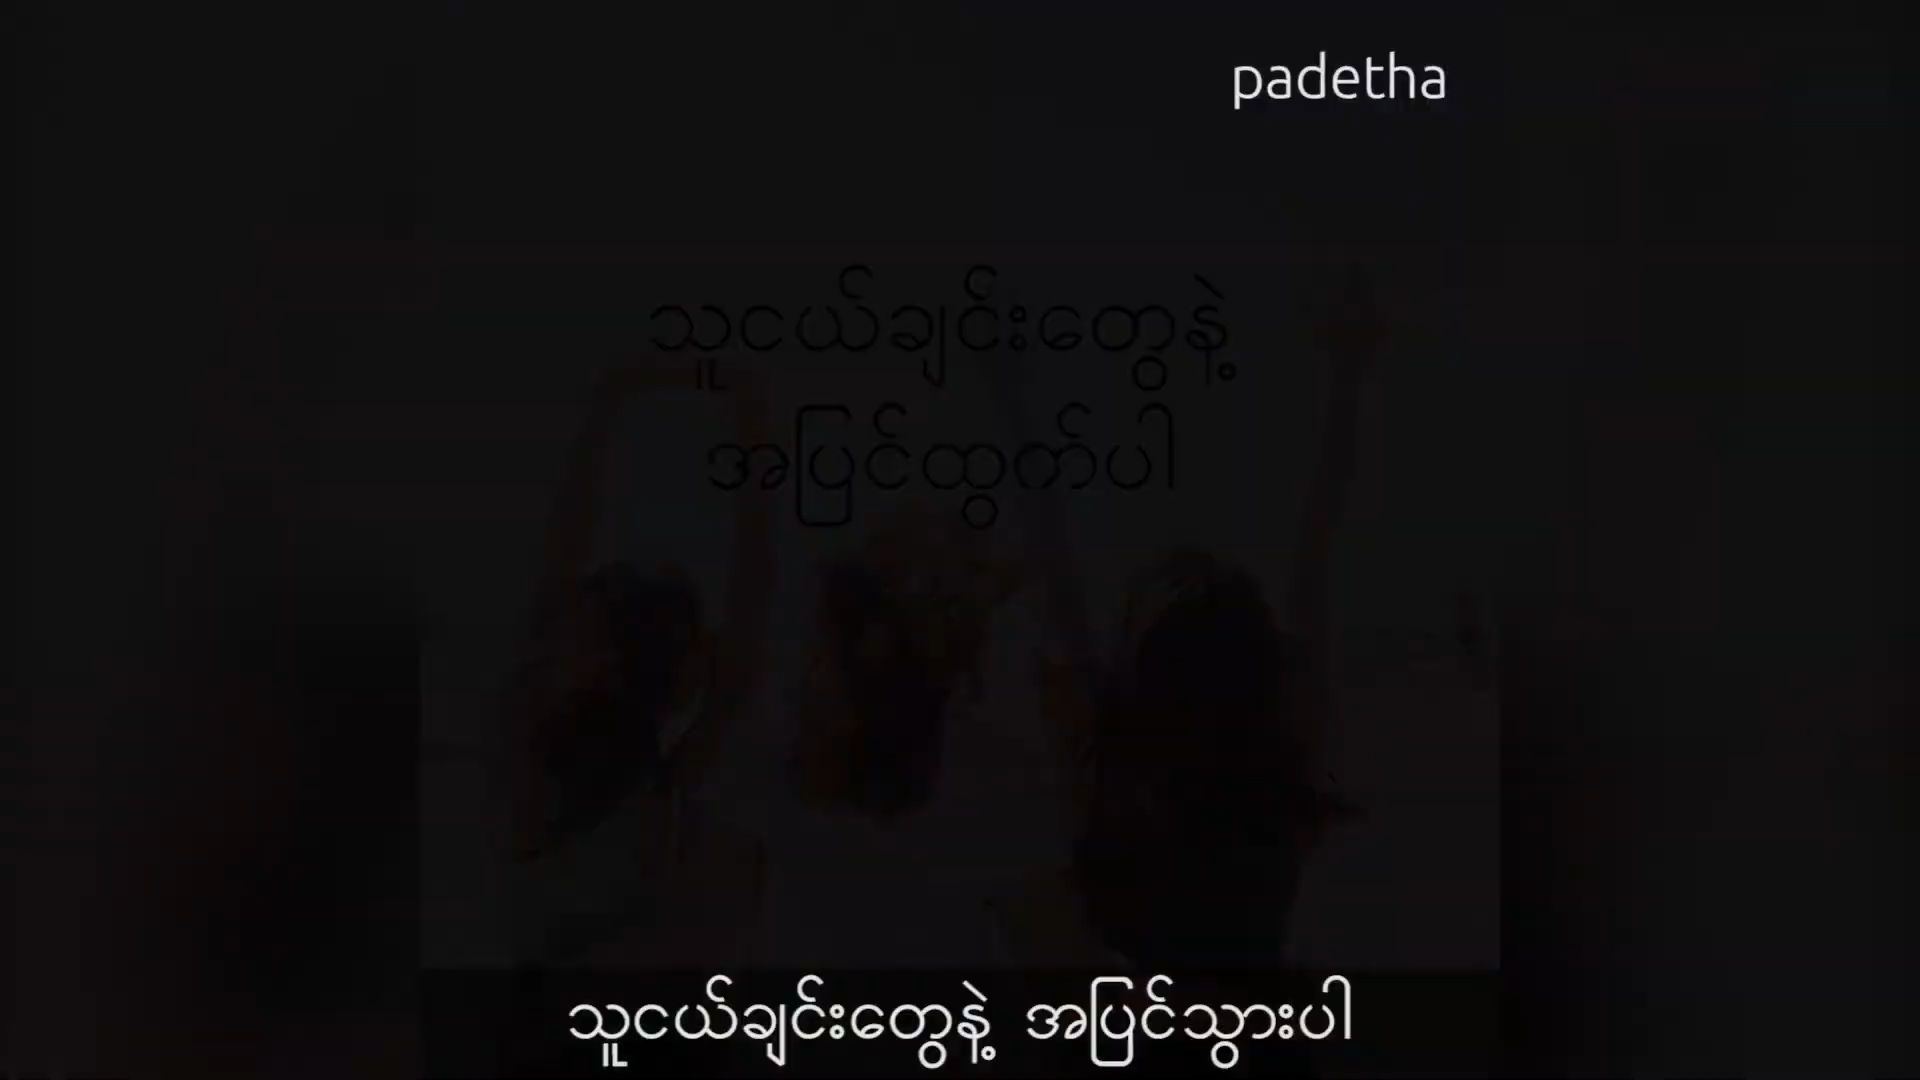 padetha
သူငယ်ချင်းတွေနဲ့
အပြင်ထွက်ပါ
သူငယ်ချင်းတွေနဲ့ အပြင်သွားပါ